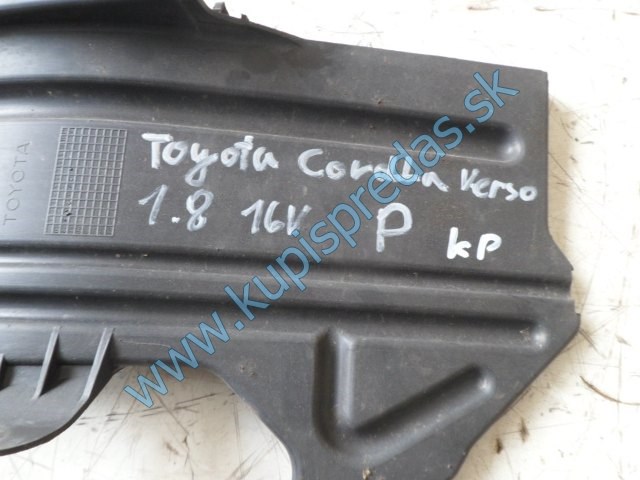 TOYOTA
Toyota Corolla Verso
1.8 16V P KP
www.kupispredas.sk